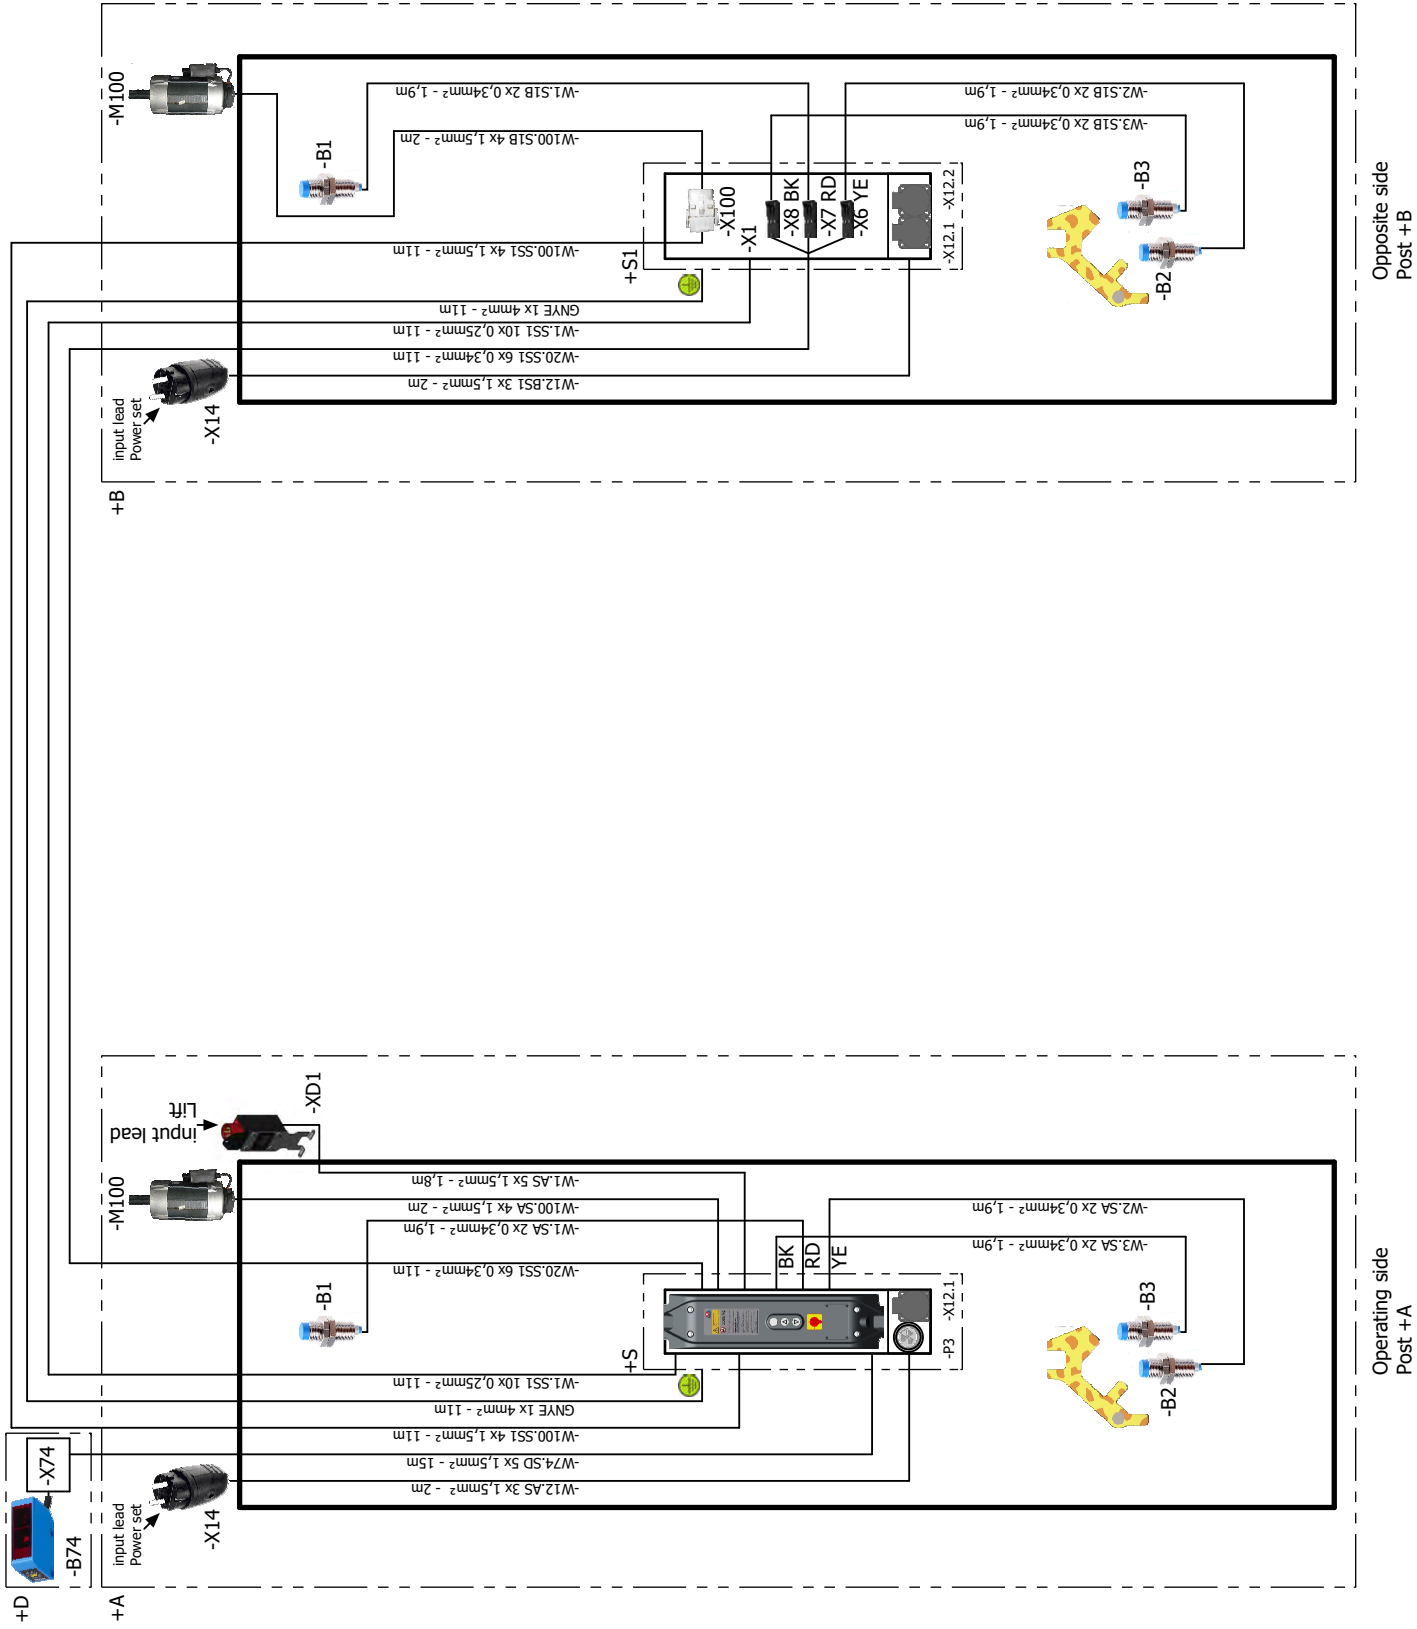 -M100
-B1
-W1.S1B 2x 0,34mm² - 1,9m
-W100.S1B 4x 1,5mm² - 2m
-W100.SS1 4x 1,5mm² - 11m
GNYE 1x 4mm² - 11m
-W1.SS1 10x 0,25mm² - 11m
-W20.SS1 6x 0,34mm² - 11m
-W12.BS1 3x 1,5mm² - 2m
input lead
Power set
-X14
+B
+S1
-X100
-X1
-X8 BK
-X7 RD
-X6 YE
-X12.1
-X12.2
-W2.S1B 2x 0,34mm² - 1,9m
-W3.S1B 2x 0,34mm² - 1,9m
-B3
-B2
Opposite side
Post +B
input lead
Lift
-XD1
-M100
-B1
-W1.AS 5x 1,5mm² - 1,8m
-W100.SA 4x 1,5mm² - 2m
-W1.SA 2x 0,34mm² - 1,9m
-W20.SS1 6x 0,34mm² - 11m
-W1.SS1 10x 0,25mm² - 11m
GNYE 1x 4mm² - 11m
-W100.SS1 4x 1,5mm² - 11m
-W74.SD 5x 1,5mm² - 15m
-W12.AS 3x 1,5mm² - 2m
BK
RD
YE
+S
-P3
-X12.1
-W2.SA 2x 0,34mm² - 1,9m
-W3.SA 2x 0,34mm² - 1,9m
-B3
-B2
Operating side
Post +A
input lead
Power set
-X14
-X74
-B74
+D
+A